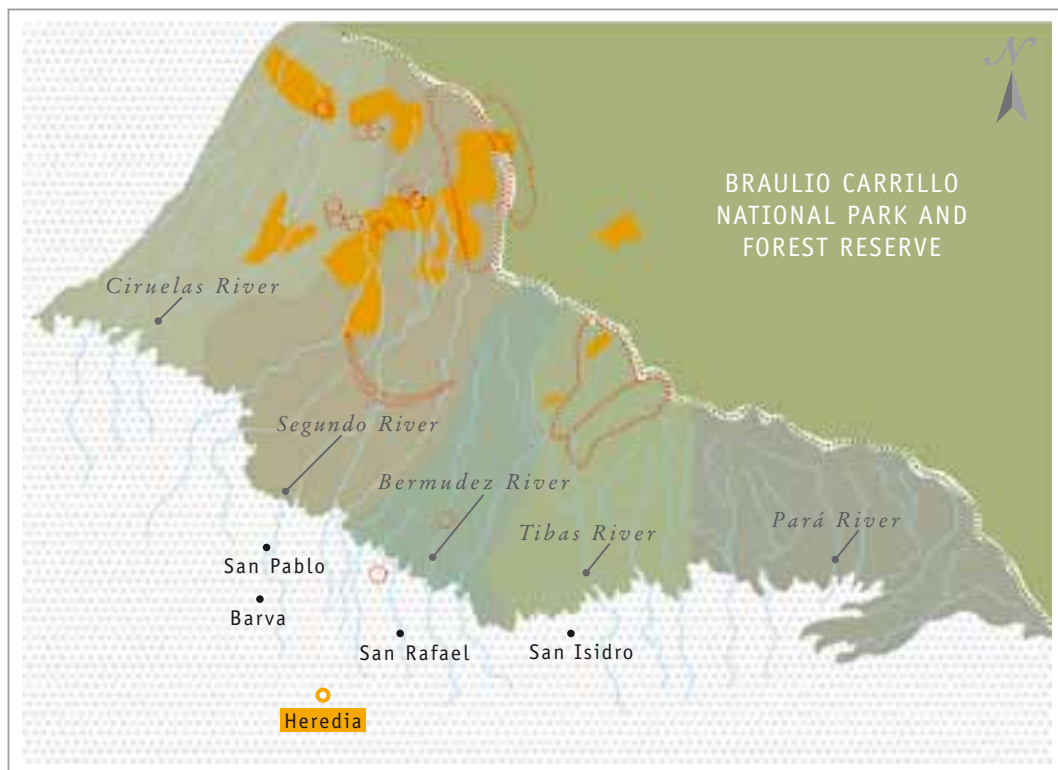 N
BRAULIO CARRILLO
NATIONAL PARK AND
FOREST RESERVE
Ciruelas River
Segundo River
Bermudez River
Tibas River
Pará River
San Pablo
Barva
San Rafael
San Isidro
Heredia